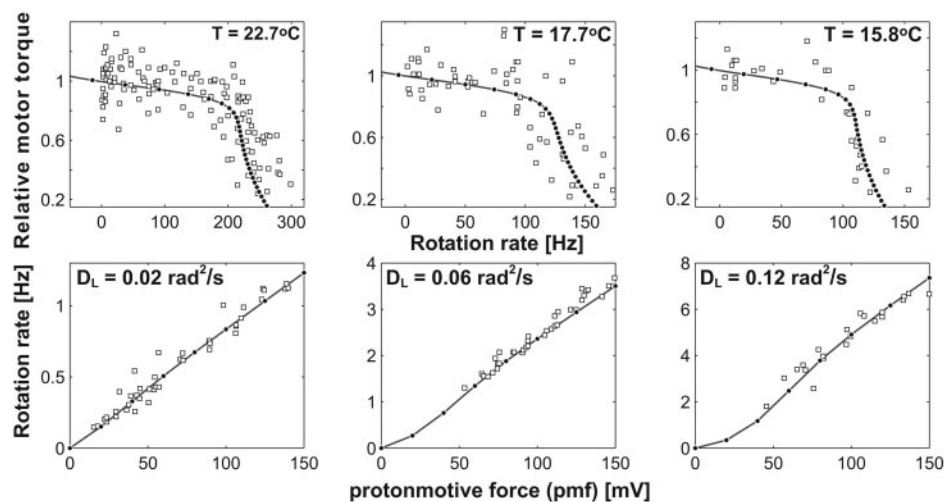 Relative motor torque
T = 22.7°C
T = 17.7°C
T = 15.8°C
1
0.6
0.2
0 100 200 300
1
0.6
0.2
0 50 100 150
1
0.6
0.2
0 50 100 150
Rotation rate [Hz]
Rotation rate [Hz]
D_L = 0.02 rad²/s
D_L = 0.06 rad²/s
D_L = 0.12 rad²/s
1
0.5
0
0 50 100 150
4
3
2
1
0
0 50 100 150
8
6
4
2
0
0 50 100 150
protonmotive force (pmf) [mV]